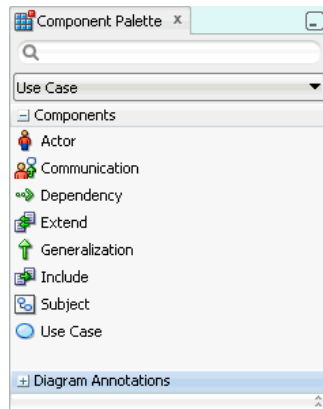 Component Palette
Use Case
Components
Actor
Communication
Dependency
Extend
Generalization
Include
Subject
Use Case
Diagram Annotations